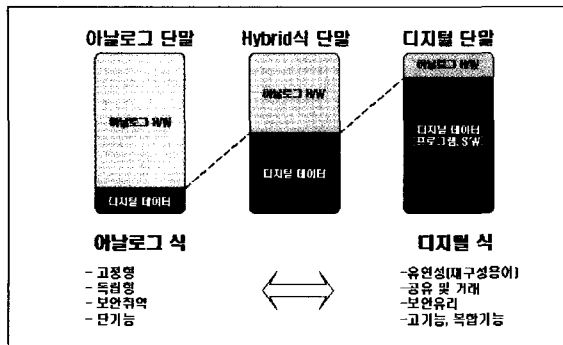 아날로그 단말 Hybrid식 단말 디지털 단말
아날로그 H/W
아날로그 H/W
아날로그 H/W
디지털 데이터
디지털 데이터
디지털 데이터
프로그램, S/W
아날로그 식
- 고정형
- 독립형
- 보안취약
- 단기능
디지털 식
-유연성(재구성용이)
-공유 및 거래
-보안유리
-고기능, 복합기능